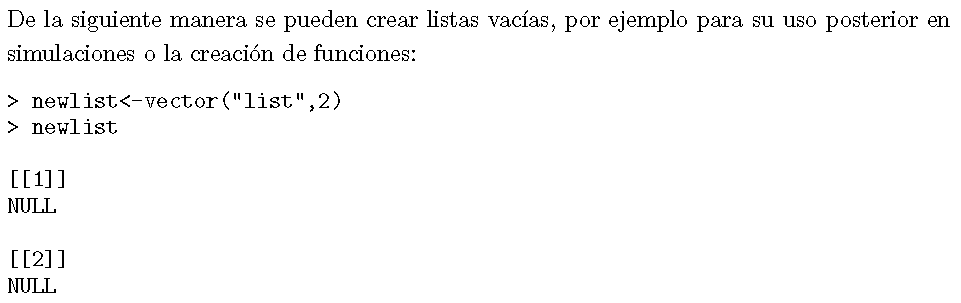 De la siguiente manera se pueden crear listas vacías, por ejemplo para su uso posterior en
simulaciones o la creación de funciones:
> newlist<-vector("list",2)
> newlist
[[1]]
NULL
[[2]]
NULL